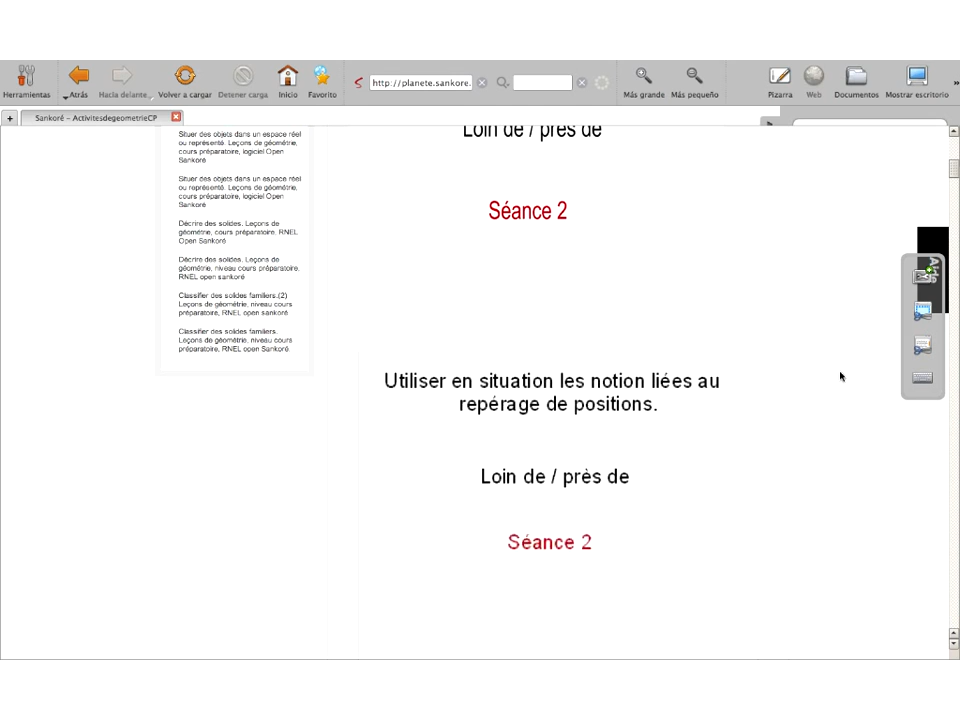 Herramientas
Atrás
Hacia delante
Volver a cargar
Detener carga
Inicio
Favorito
http://planete.sankore.
Más grande
Más pequeño
Pizarra
Web
Documentos
Mostrar escritorio
»
+
Sankoré – ActivitesdegeometrieCP
Situer des objets dans un espace réel
ou représenté. Leçons de géométrie,
cours préparatoire, logiciel Open
Sankoré
Situer des objets dans un espace réel
ou représenté. Leçons de géométrie,
cours préparatoire, logiciel Open
Sankoré
Décrire des solides. Leçons de
géométrie, cours préparatoire, RNEL
Open Sankoré
Décrire des solides. Leçons de
géométrie, niveau cours préparatoire,
RNEL open sankoré
Classifier des solides familiers.(2)
Leçons de géométrie, niveau cours
préparatoire, RNEL open sankoré
Classifier des solides familiers.
Leçons de géométrie, niveau cours
préparatoire, RNEL open Sankoré
Loin de / près de
Séance 2
Utiliser en situation les notion liées au
repérage de positions.
Loin de / près de
Séance 2